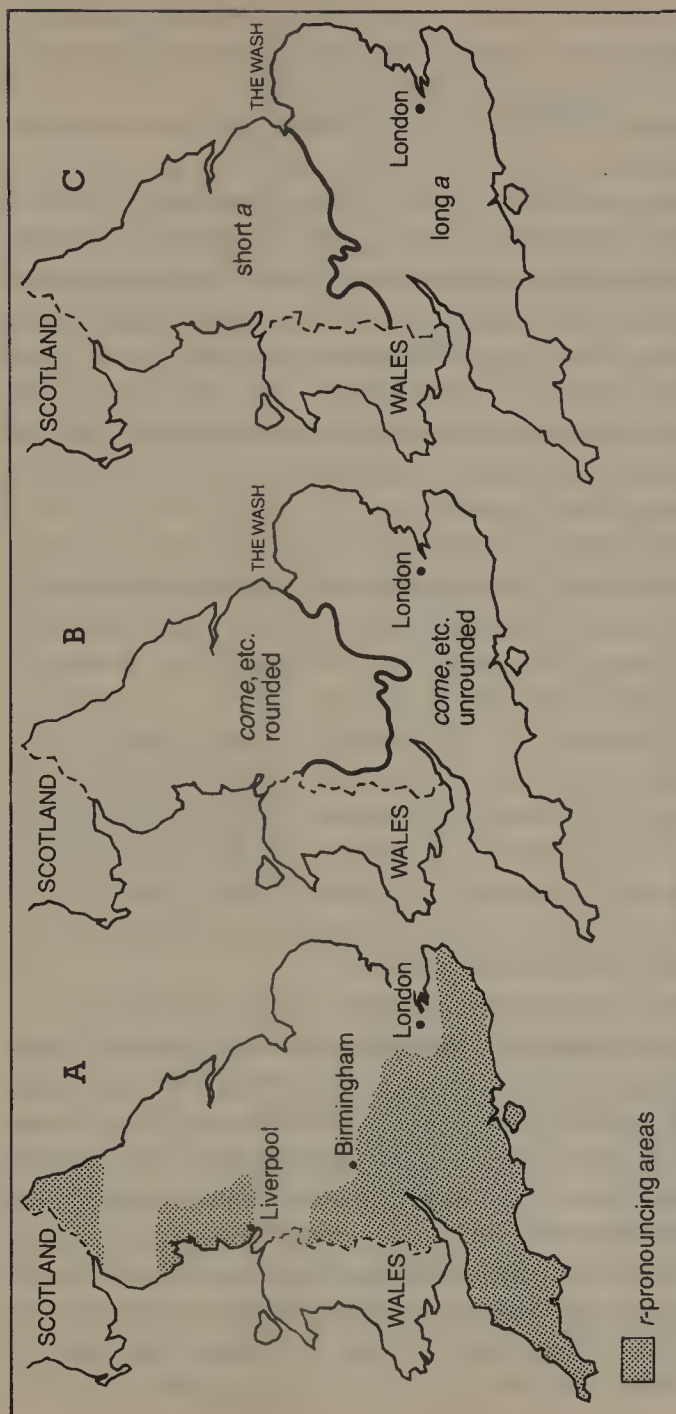 A
SCOTLAND
Liverpool
Birmingham
WALES
London
r-pronouncing areas
B
SCOTLAND
THE WASH
come, etc.
rounded
WALES
London
come, etc.
unrounded
C
SCOTLAND
THE WASH
short a
WALES
London
long a